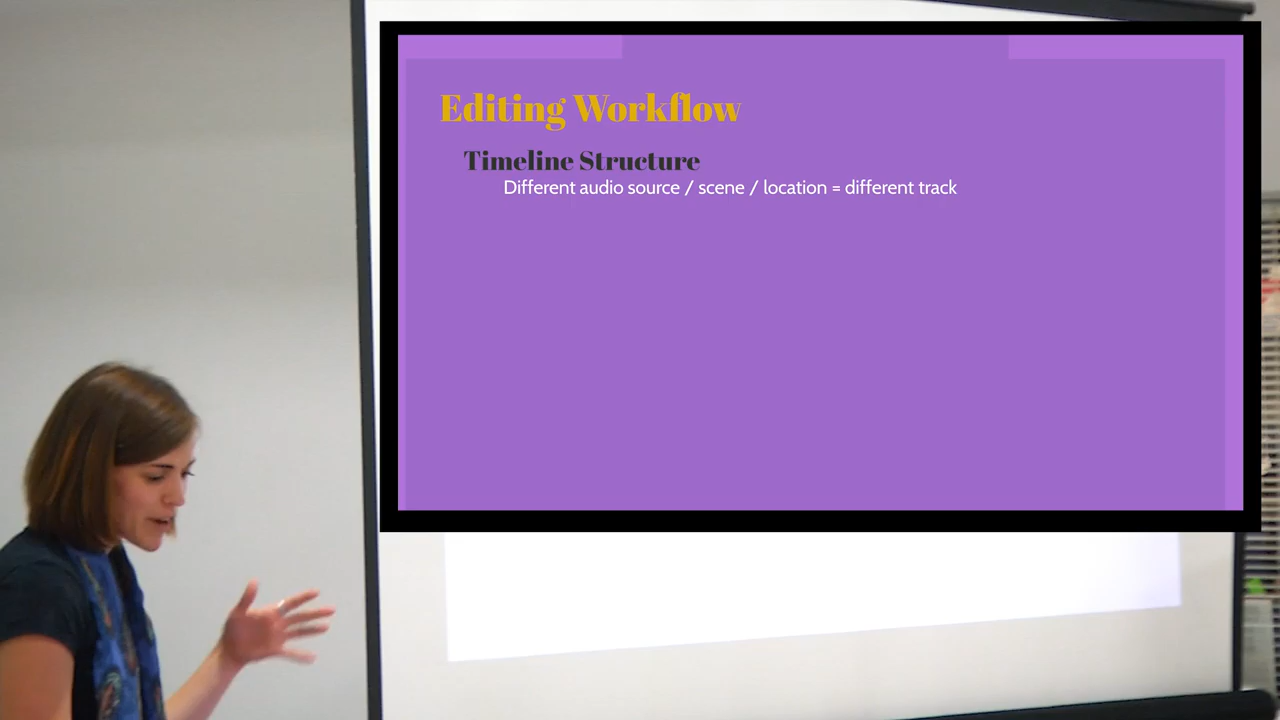 Editing Workflow
Timeline Structure
Different audio source / scene / location = different track